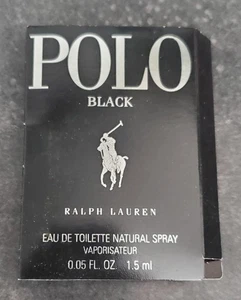 POLO
BLACK
RALPH LAUREN
EAU DE TOILETTE NATURAL SPRAY
VAPORISATEUR
0.05 FL. OZ. 1.5 ml